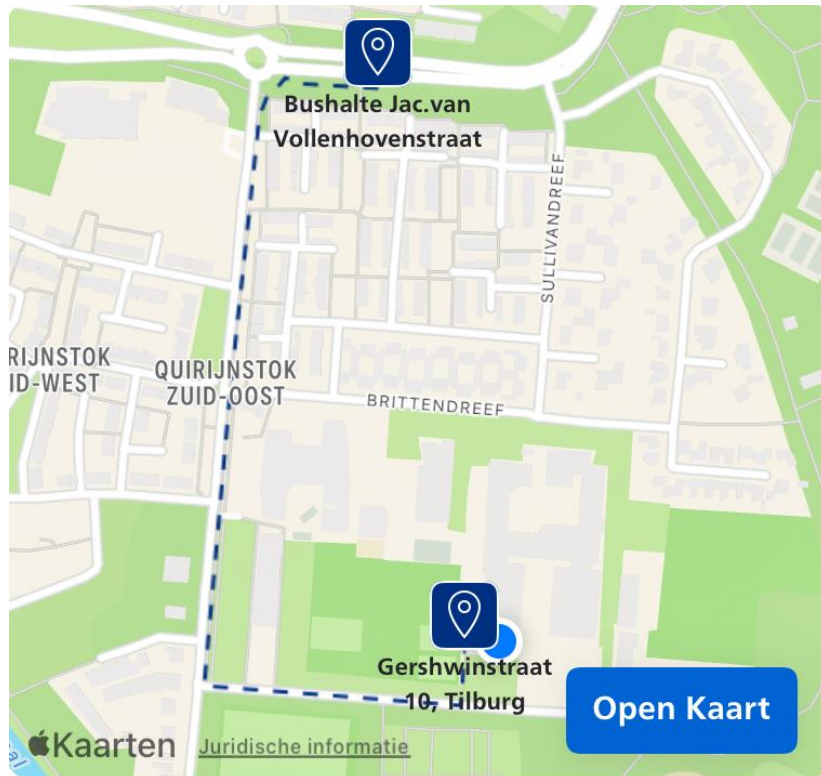 Bushalte Jac.van
Vollenhovenstraat
SULLIVANDREEF
RIJNSTOK
ID-WEST
QUIRIJNSTOK
ZUID-OOST
BRITTENDREEF
Gershwinstraat
10, Tilburg
Open Kaart
Kaarten
Juridische informatie